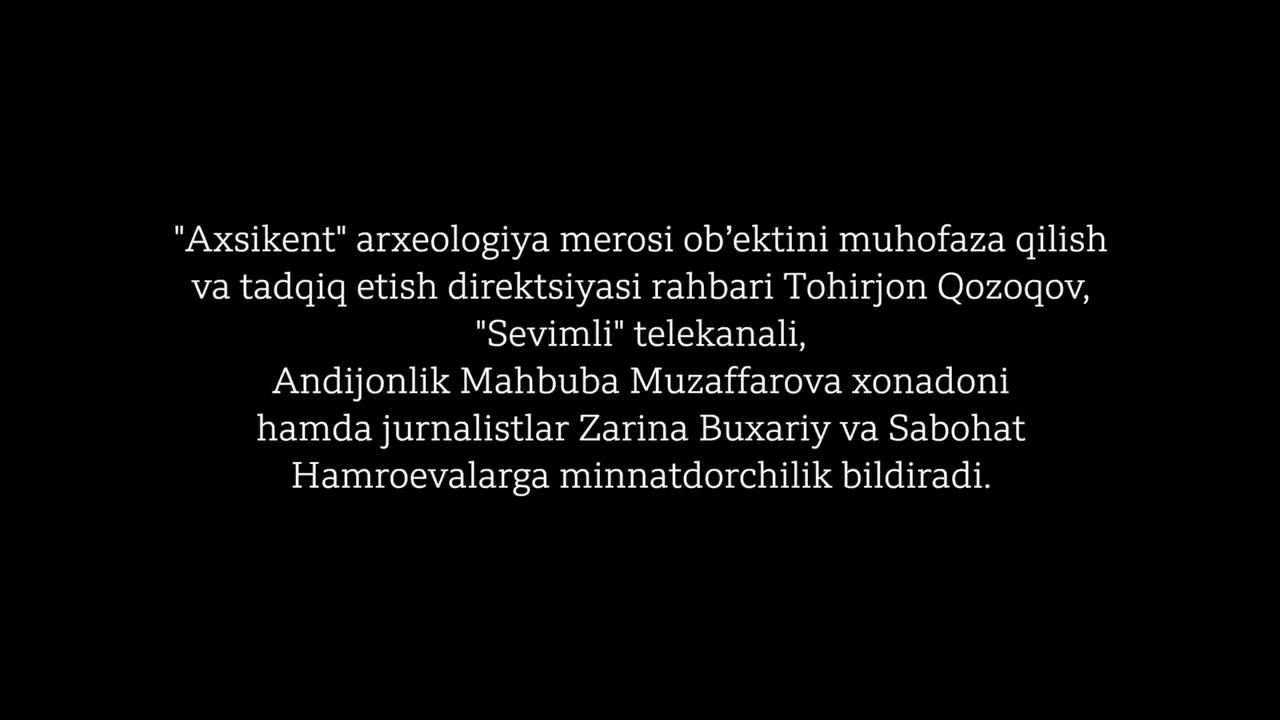 "Axsikent" arxeologiya merosi ob’ektini muhofaza qilish
va tadqiq etish direktsiyasi rahbari Tohirjon Qozoqov,
"Sevimli" telekanali,
Andijonlik Mahbuba Muzaffarova xonadoni
hamda jurnalistlar Zarina Buxariy va Sabohat
Hamroevalarga minnatdorchilik bildiradi.